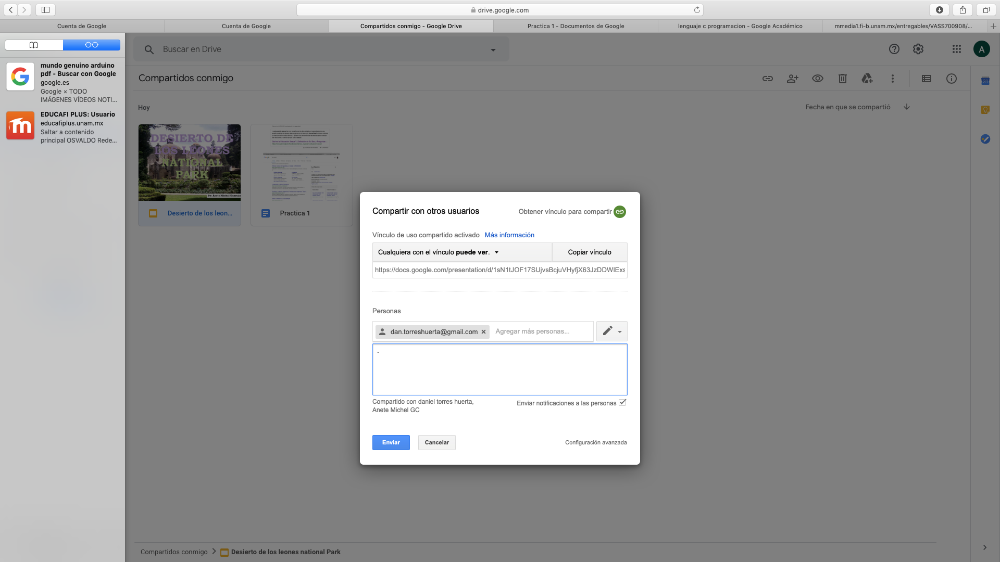 drive.google.com
Cuenta de Google
Cuenta de Google
Compartidos conmigo - Google Drive
Practica 1 - Documentos de Google
lenguaje c programacion - Google Académico
mmedia1.fi-b.unam.mx/entregables/VASS700908/...
mundo genuino arduino
pdf - Buscar con Google
google.es
Google × TODO
IMÁGENES VÍDEOS NOTI...
EDUCAFI PLUS: Usuario
educafiplus.unam.mx
Saltar a contenido
principal OSVALDO Rede...
Buscar en Drive
A
Compartidos conmigo
31
Hoy
Fecha en que se compartió
DESIERTO DE
LOS LEONES
NATIONAL
PARK
By: Anete Michel Guzmán
Desierto de los leon...
Practica 1
Compartir con otros usuarios
Obtener vínculo para compartir
Vínculo de uso compartido activado Más información
Cualquiera con el vínculo puede ver.
Copiar vínculo
https://docs.google.com/presentation/d/1sN1tJOF17SUjvsBcjuVHyfjX63JzDDWIExs
Personas
dan.torreshuerta@gmail.com
Agregar más personas...
.
Compartido con daniel torres huerta,
Anete Michel GC
Enviar notificaciones a las personas
Enviar
Cancelar
Configuración avanzada
Compartidos conmigo
Desierto de los leones national Park